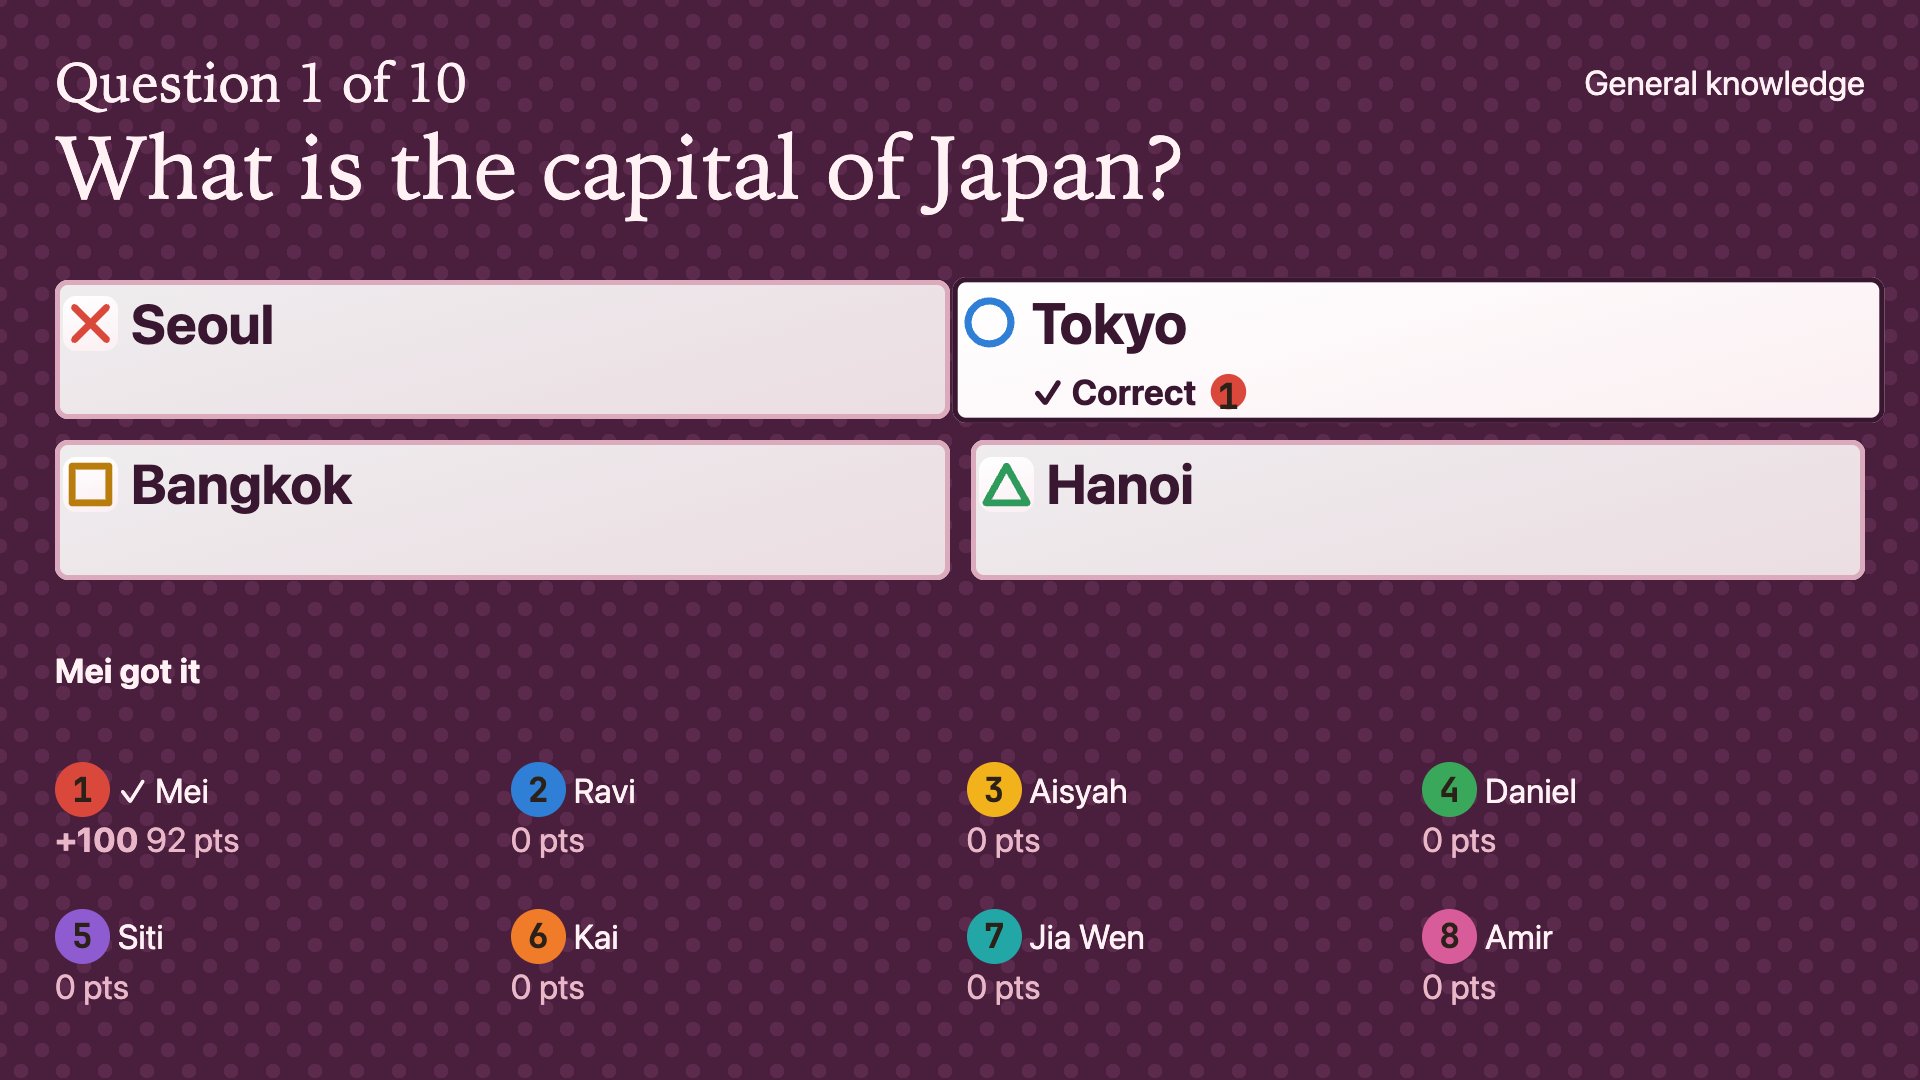 Question 1 of 10
General knowledge
What is the capital of Japan?
Seoul
Tokyo
✓ Correct 1
Bangkok
Hanoi
Mei got it
1 ✓ Mei
+100 92 pts
2 Ravi
0 pts
3 Aisyah
0 pts
4 Daniel
0 pts
5 Siti
0 pts
6 Kai
0 pts
7 Jia Wen
0 pts
8 Amir
0 pts